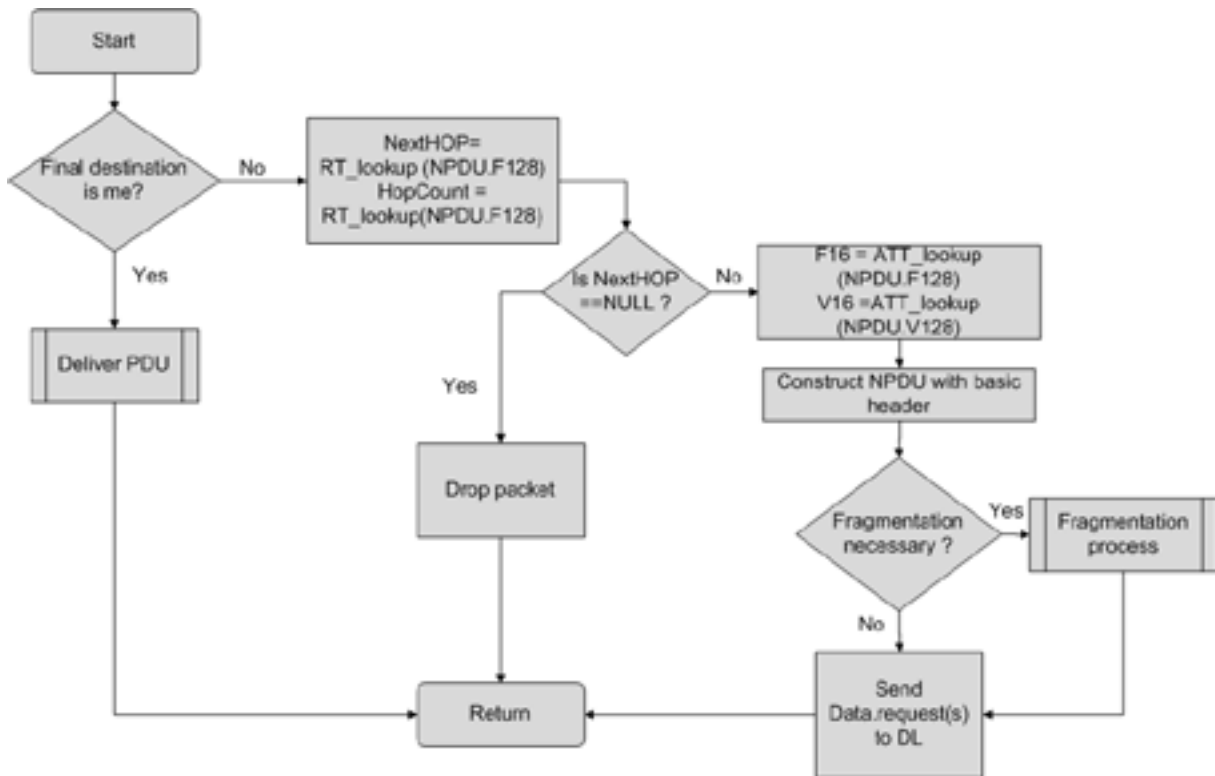 Start
Final destination
is me?
No
NextHOP=
RT_lookup (NPDU.F128)
HopCount =
RT_lookup(NPDU.F128)
Yes
Is NextHOP
==NULL ?
No
F16 = ATT_lookup
(NPDU.F128)
V16 =ATT_lookup
(NPDU.V128)
Deliver PDU
Yes
Construct NPDU with basic
header
Drop packet
Fragmentation
necessary ?
Yes
Fragmentation
process
No
Return
Send
Data.request(s)
to DL